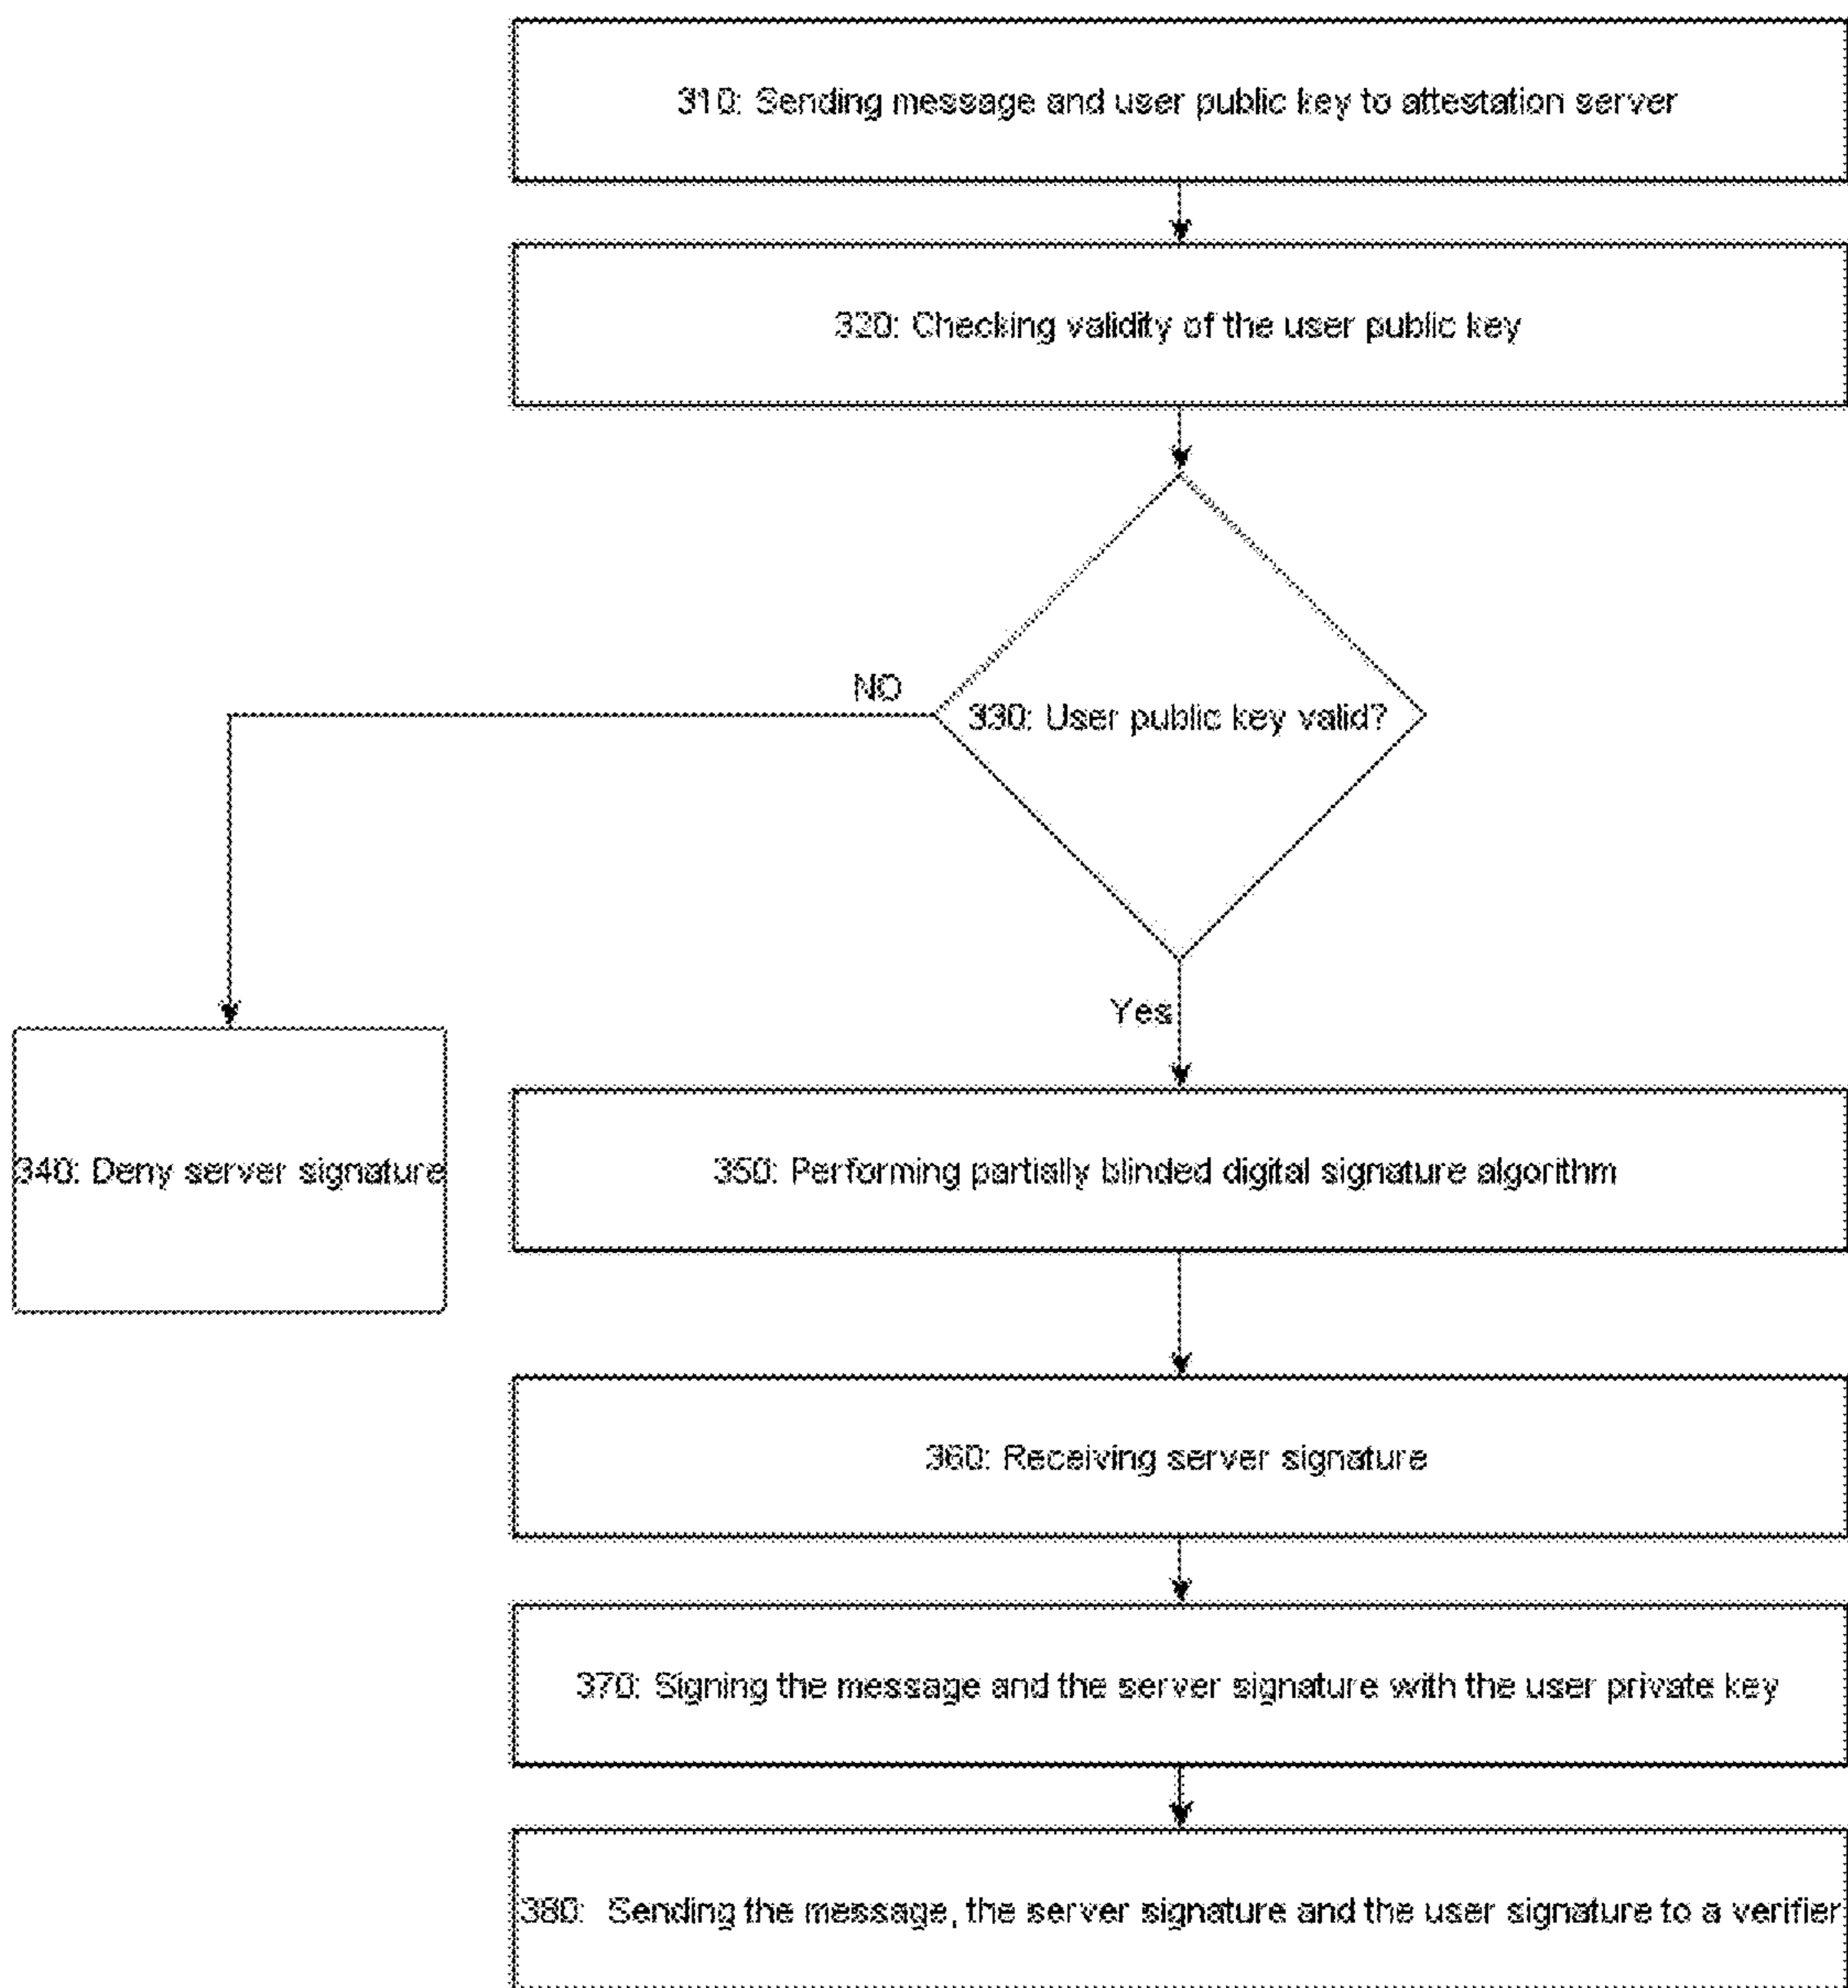 310: Sending message and user public key to attestation server
320: Checking validity of the user public key
NO
330: User public key valid?
Yes
340: Deny server signature
350: Performing partially blinded digital signature algorithm
360: Receiving server signature
370: Signing the message and the server signature with the user private key
380: Sending the message, the server signature and the user signature to a verifier